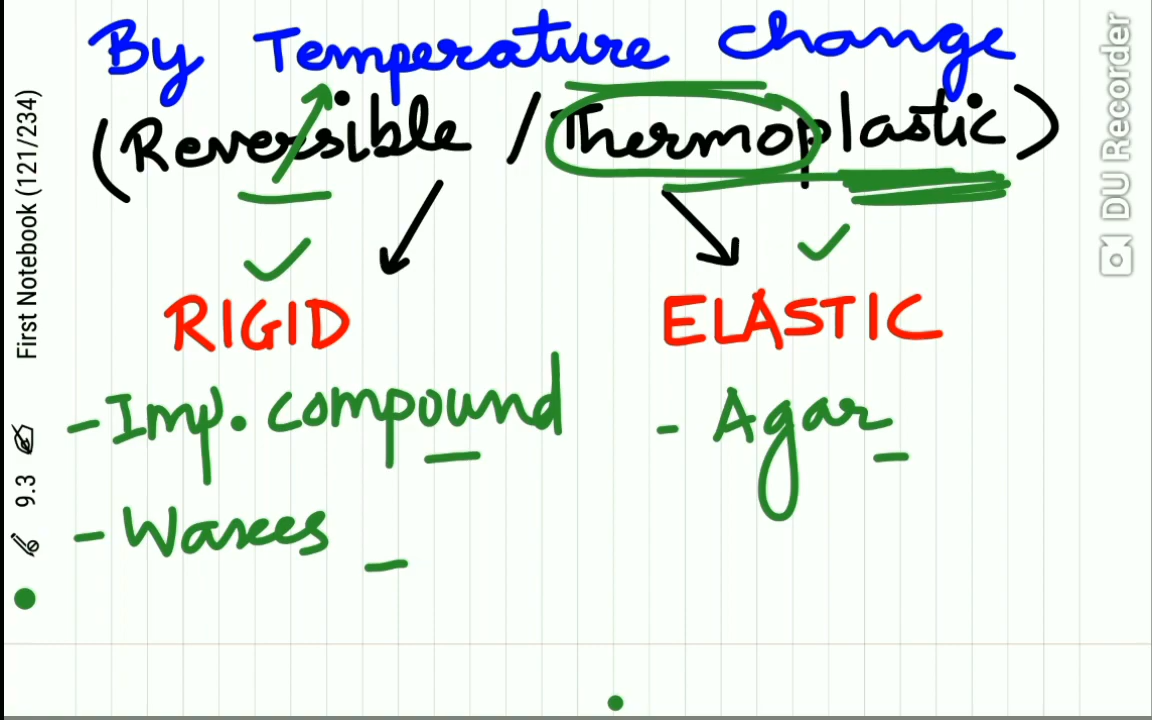 By Temperature Change
(Reversible / Thermoplastic)
RIGID
- Imp. compound
- Waxes
ELASTIC
- Agar
First Notebook (121/234)
9.3
DU Recorder